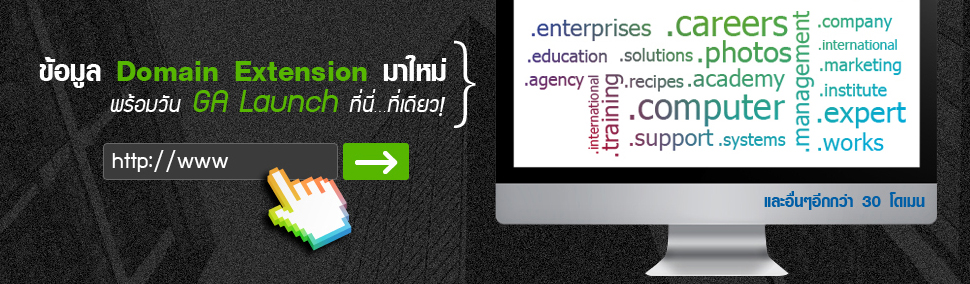 ข้อมูล Domain Extension มาใหม่
พร้อมวัน GA Launch ที่นี่...ที่เดียว!
http://www
.enterprises
.careers
.company
.education
.solutions
.photos
.international
.marketing
.agency
.recipes
.academy
.institute
.international
.training
.computer
.management
.expert
.support
.systems
.works
และอื่นๆอีกกว่า 30 โดเมน